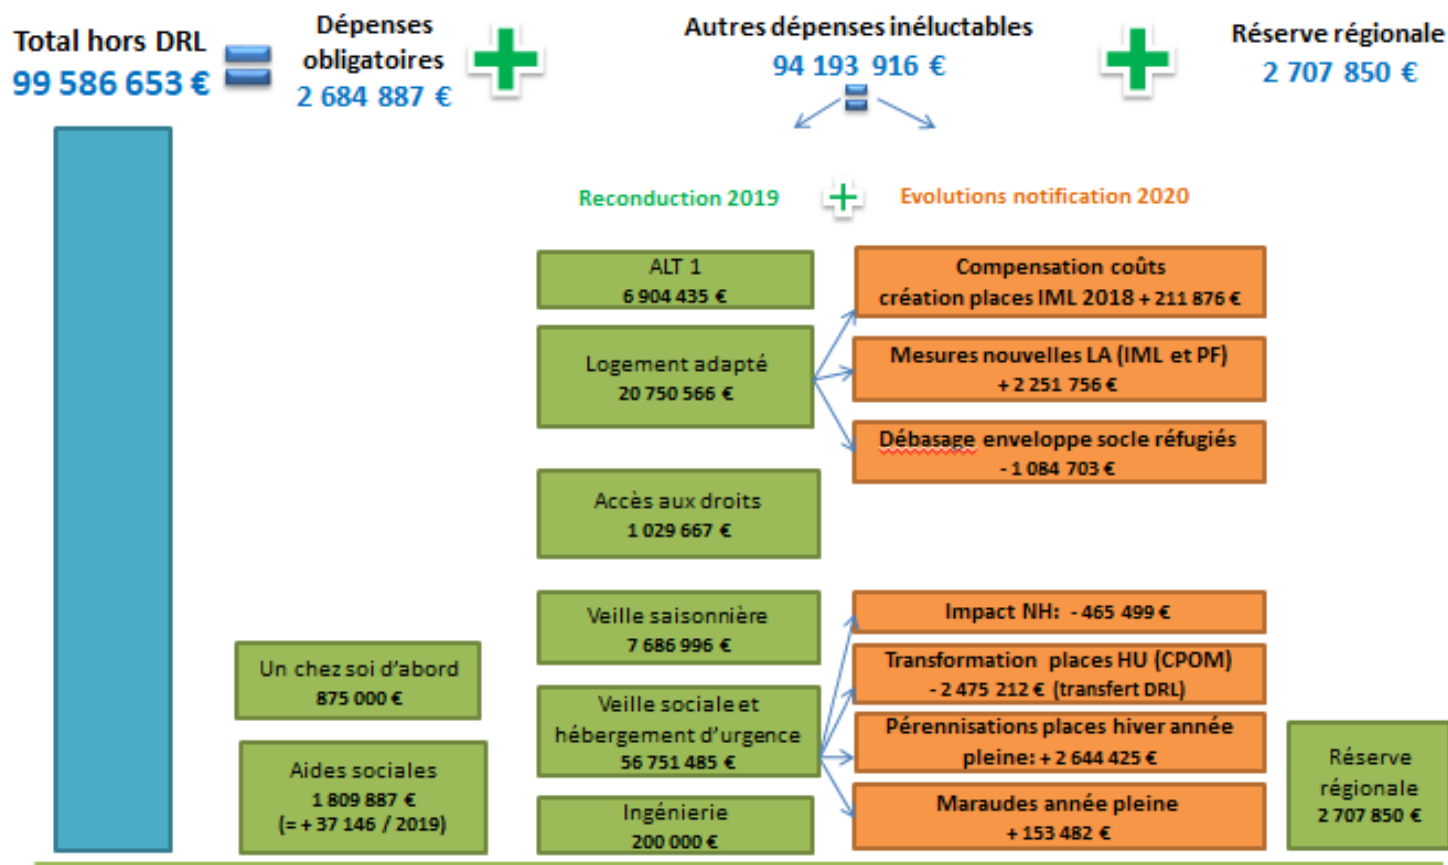 Total hors DRL
99 586 653 €
Dépenses
obligatoires
2 684 887 €
Autres dépenses inéluctables
94 193 916 €
Réserve régionale
2 707 850 €
Reconduction 2019
Evolutions notification 2020
ALT 1
6 904 435 €
Compensation coûts
création places IML 2018 + 211 876 €
Logement adapté
20 750 566 €
Mesures nouvelles LA (IML et PF)
+ 2 251 756 €
Débasage enveloppe socle réfugiés
- 1 084 703 €
Accès aux droits
1 029 667 €
Veille saisonnière
7 686 996 €
Impact NH: - 465 499 €
Un chez soi d'abord
875 000 €
Transformation places HU (CPOM)
- 2 475 212 € (transfert DRL)
Veille sociale et
hébergement d'urgence
56 751 485 €
Pérennisations places hiver année
pleine: + 2 644 425 €
Aides sociales
1 809 887 €
(= + 37 146 / 2019)
Ingénierie
200 000 €
Maraudes année pleine
+ 153 482 €
Réserve
régionale
2 707 850 €